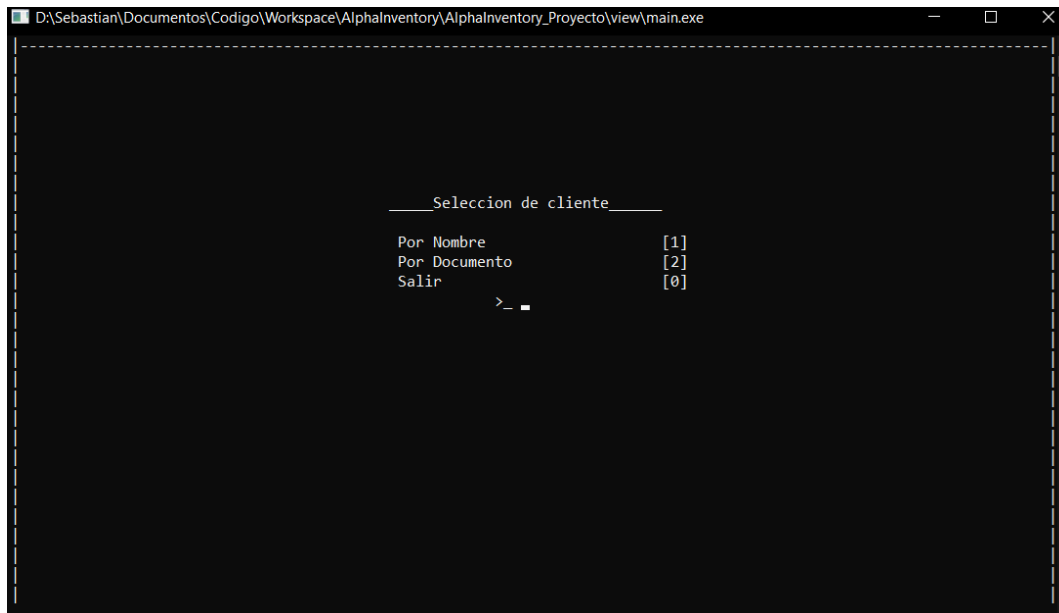 D:\Sebastian\Documentos\Codigo\Workspace\AlphaInventory\AlphaInventory_Proyecto\view\main.exe
_____Seleccion de cliente______
Por Nombre [1]
Por Documento [2]
Salir [0]
>_